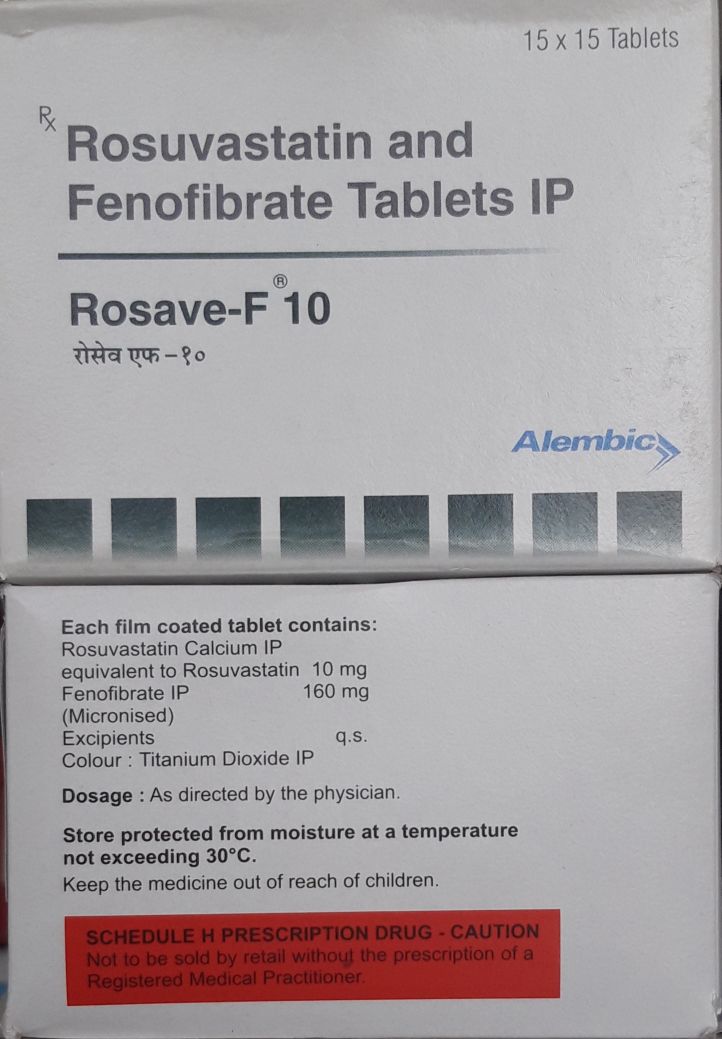 15 x 15 Tablets
Rx
Rosuvastatin and
Fenofibrate Tablets IP
Rosave-F® 10
रोसेव एफ – १०
Alembic
Each film coated tablet contains:
Rosuvastatin Calcium IP
equivalent to Rosuvastatin 10 mg
Fenofibrate IP 160 mg
(Micronised)
Excipients q.s.
Colour : Titanium Dioxide IP
Dosage : As directed by the physician.
Store protected from moisture at a temperature
not exceeding 30°C.
Keep the medicine out of reach of children.
SCHEDULE H PRESCRIPTION DRUG - CAUTION
Not to be sold by retail without the prescription of a
Registered Medical Practitioner.